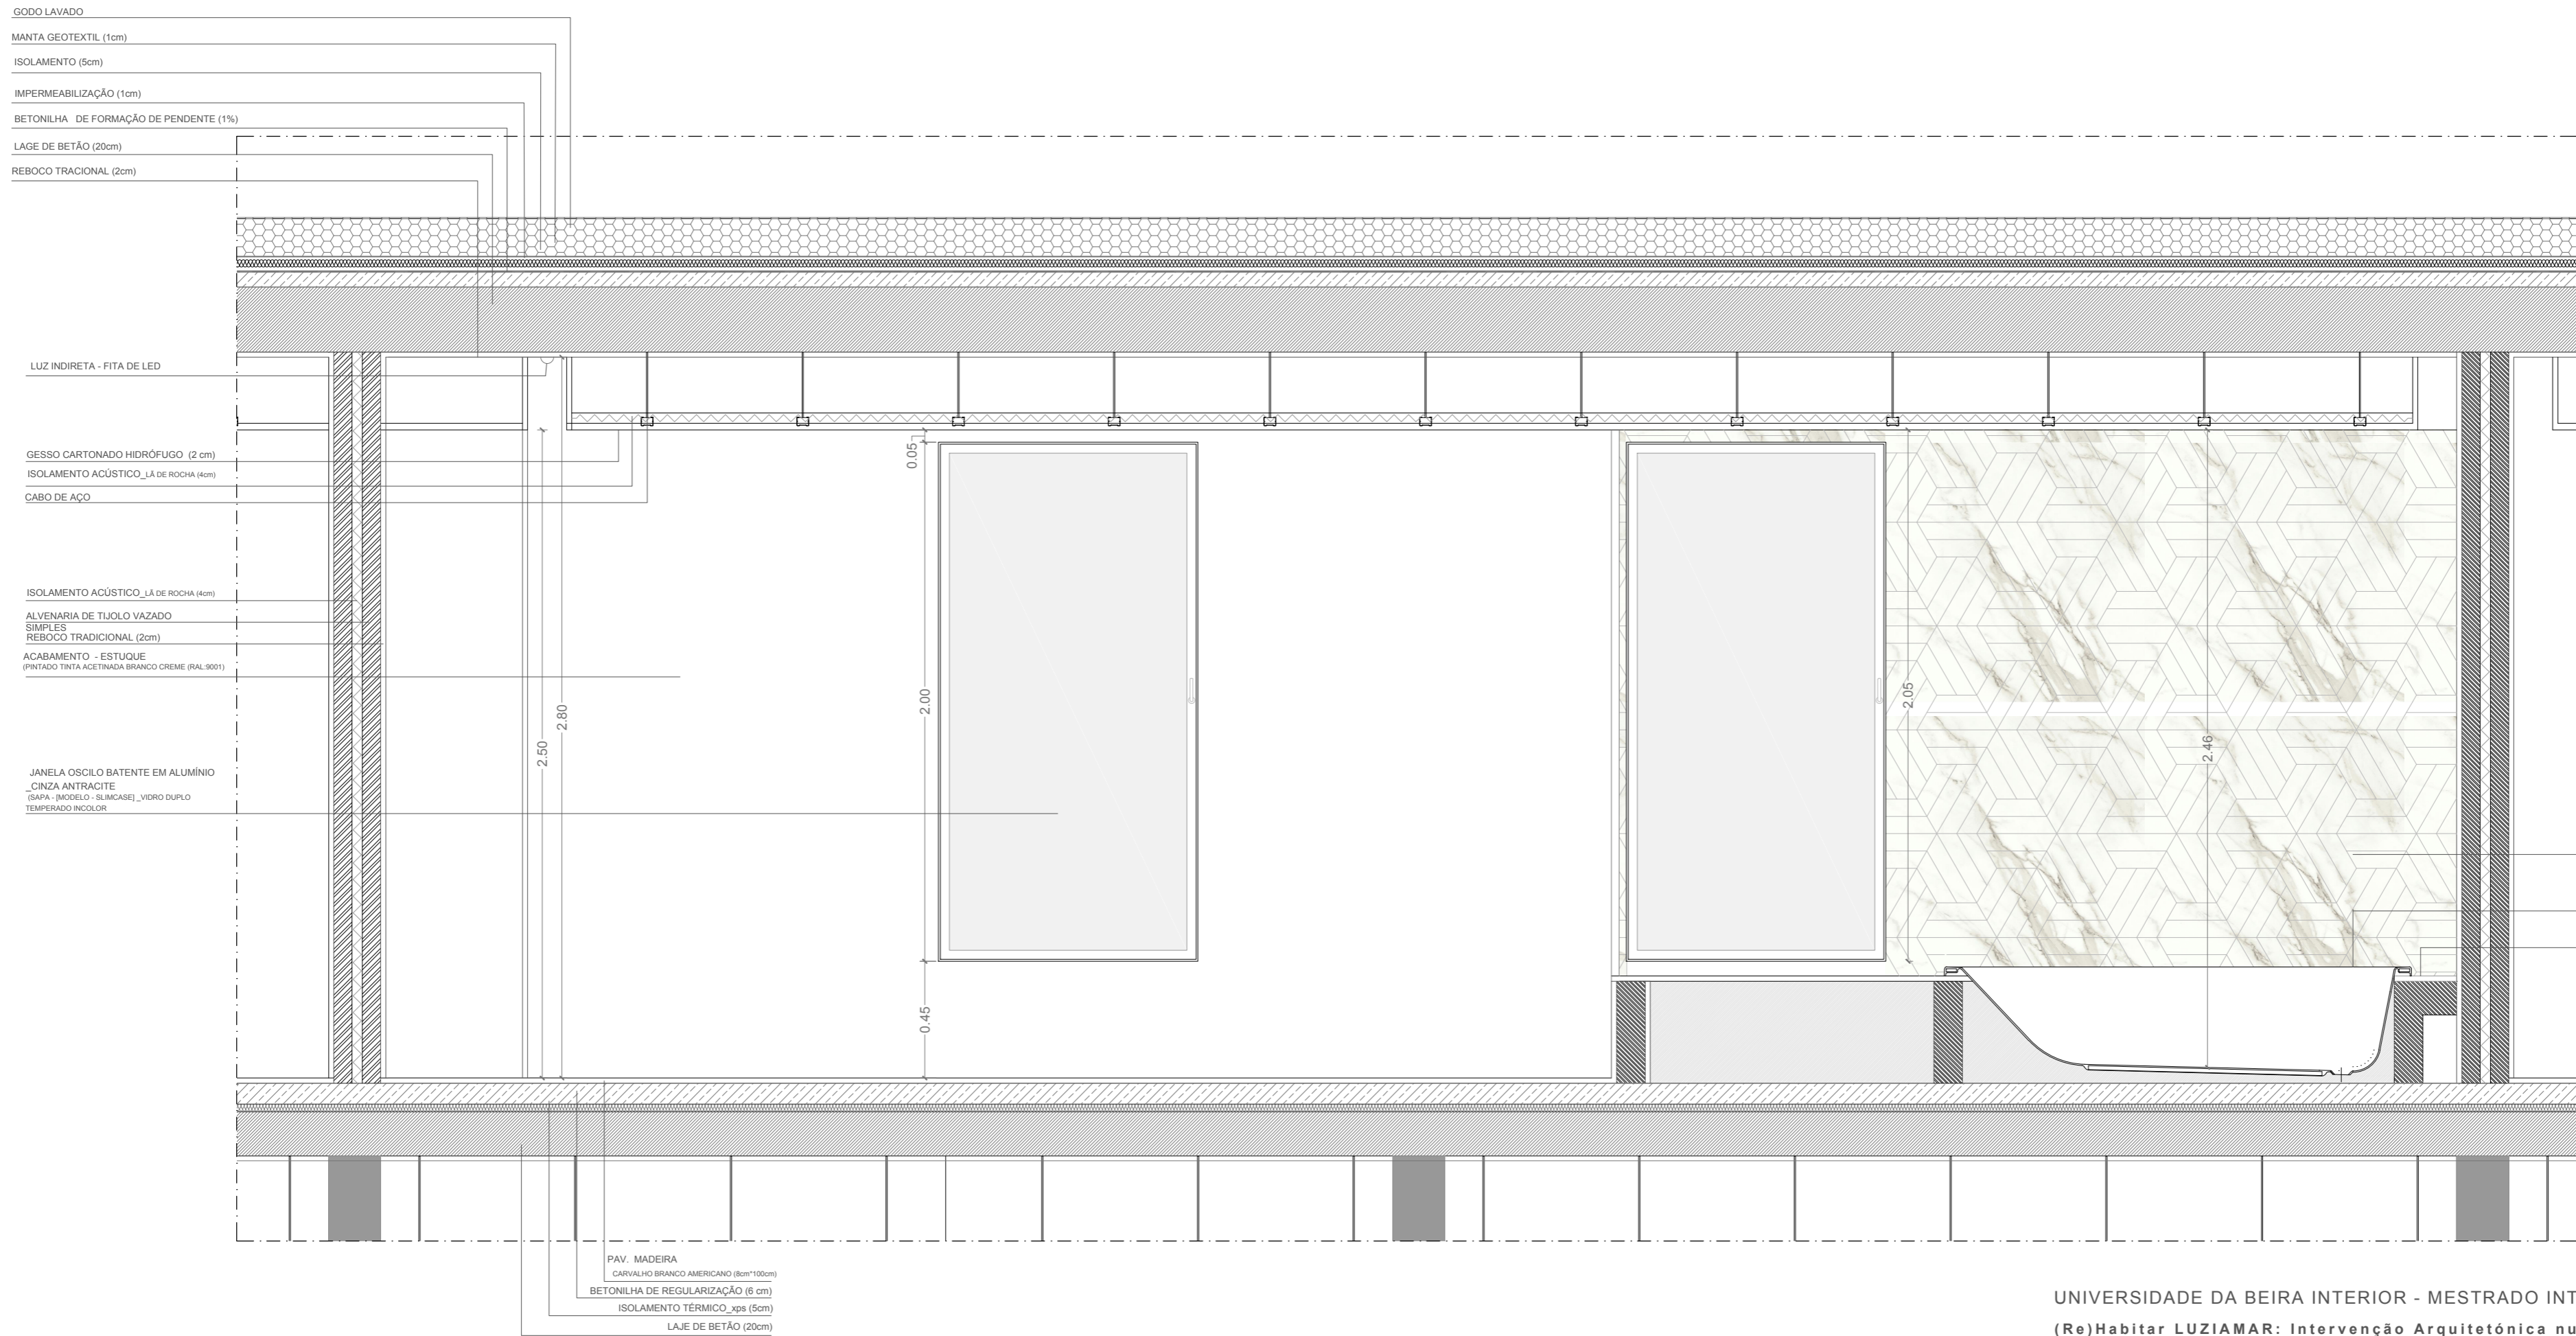 GODO LAVADO
MANTA GEOTEXTIL (1cm)
ISOLAMENTO (5cm)
IMPERMEABILIZAÇÃO (1cm)
BETONILHA DE FORMAÇÃO DE PENDENTE (1%)
LAGE DE BETÃO (20cm)
REBOCO TRACIONAL (2cm)
LUZ INDIRETA - FITA DE LED
GESSO CARTONADO HIDRÓFUGO (2 cm)
ISOLAMENTO ACÚSTICO_LÃ DE ROCHA (4cm)
CABO DE AÇO
ISOLAMENTO ACÚSTICO_LÃ DE ROCHA (4cm)
ALVENARIA DE TIJOLO VAZADO
SIMPLES
REBOCO TRADICIONAL (2cm)
ACABAMENTO - ESTUQUE
(PINTADO TINTA ACETINADA BRANCO CREME (RAL:9001)
JANELA OSCILO BATENTE EM ALUMÍNIO
_CINZA ANTRACITE
(SAPA - [MODELO - SLIMCASE] _VIDRO DUPLO
TEMPERADO INCOLOR
2.50
2.80
0.05
2.00
0.45
2.05
2.46
PAV. MADEIRA
CARVALHO BRANCO AMERICANO (8cm*100cm)
BETONILHA DE REGULARIZAÇÃO (6 cm)
ISOLAMENTO TÉRMICO_xps (5cm)
LAJE DE BETÃO (20cm)
UNIVERSIDADE DA BEIRA INTERIOR - MESTRADO INT
(Re)Habitar LUZIAMAR: Intervenção Arquitetónica nu